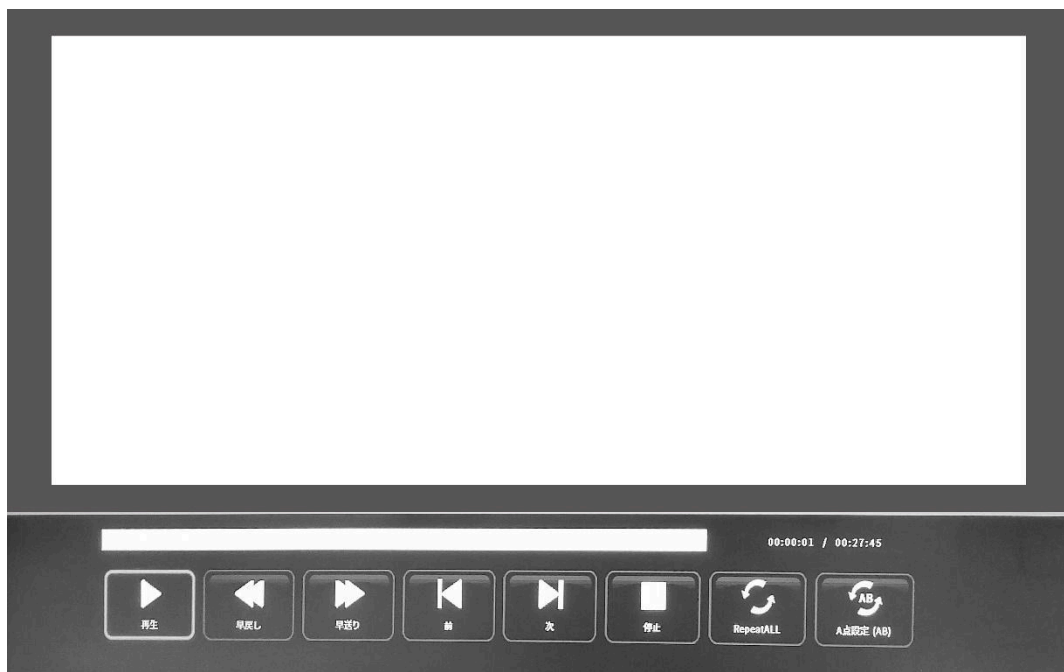 00:00:01 / 00:27:45
再生
早戻し
早送り
前
次
停止
RepeatALL
AB
A点設定 (AB)